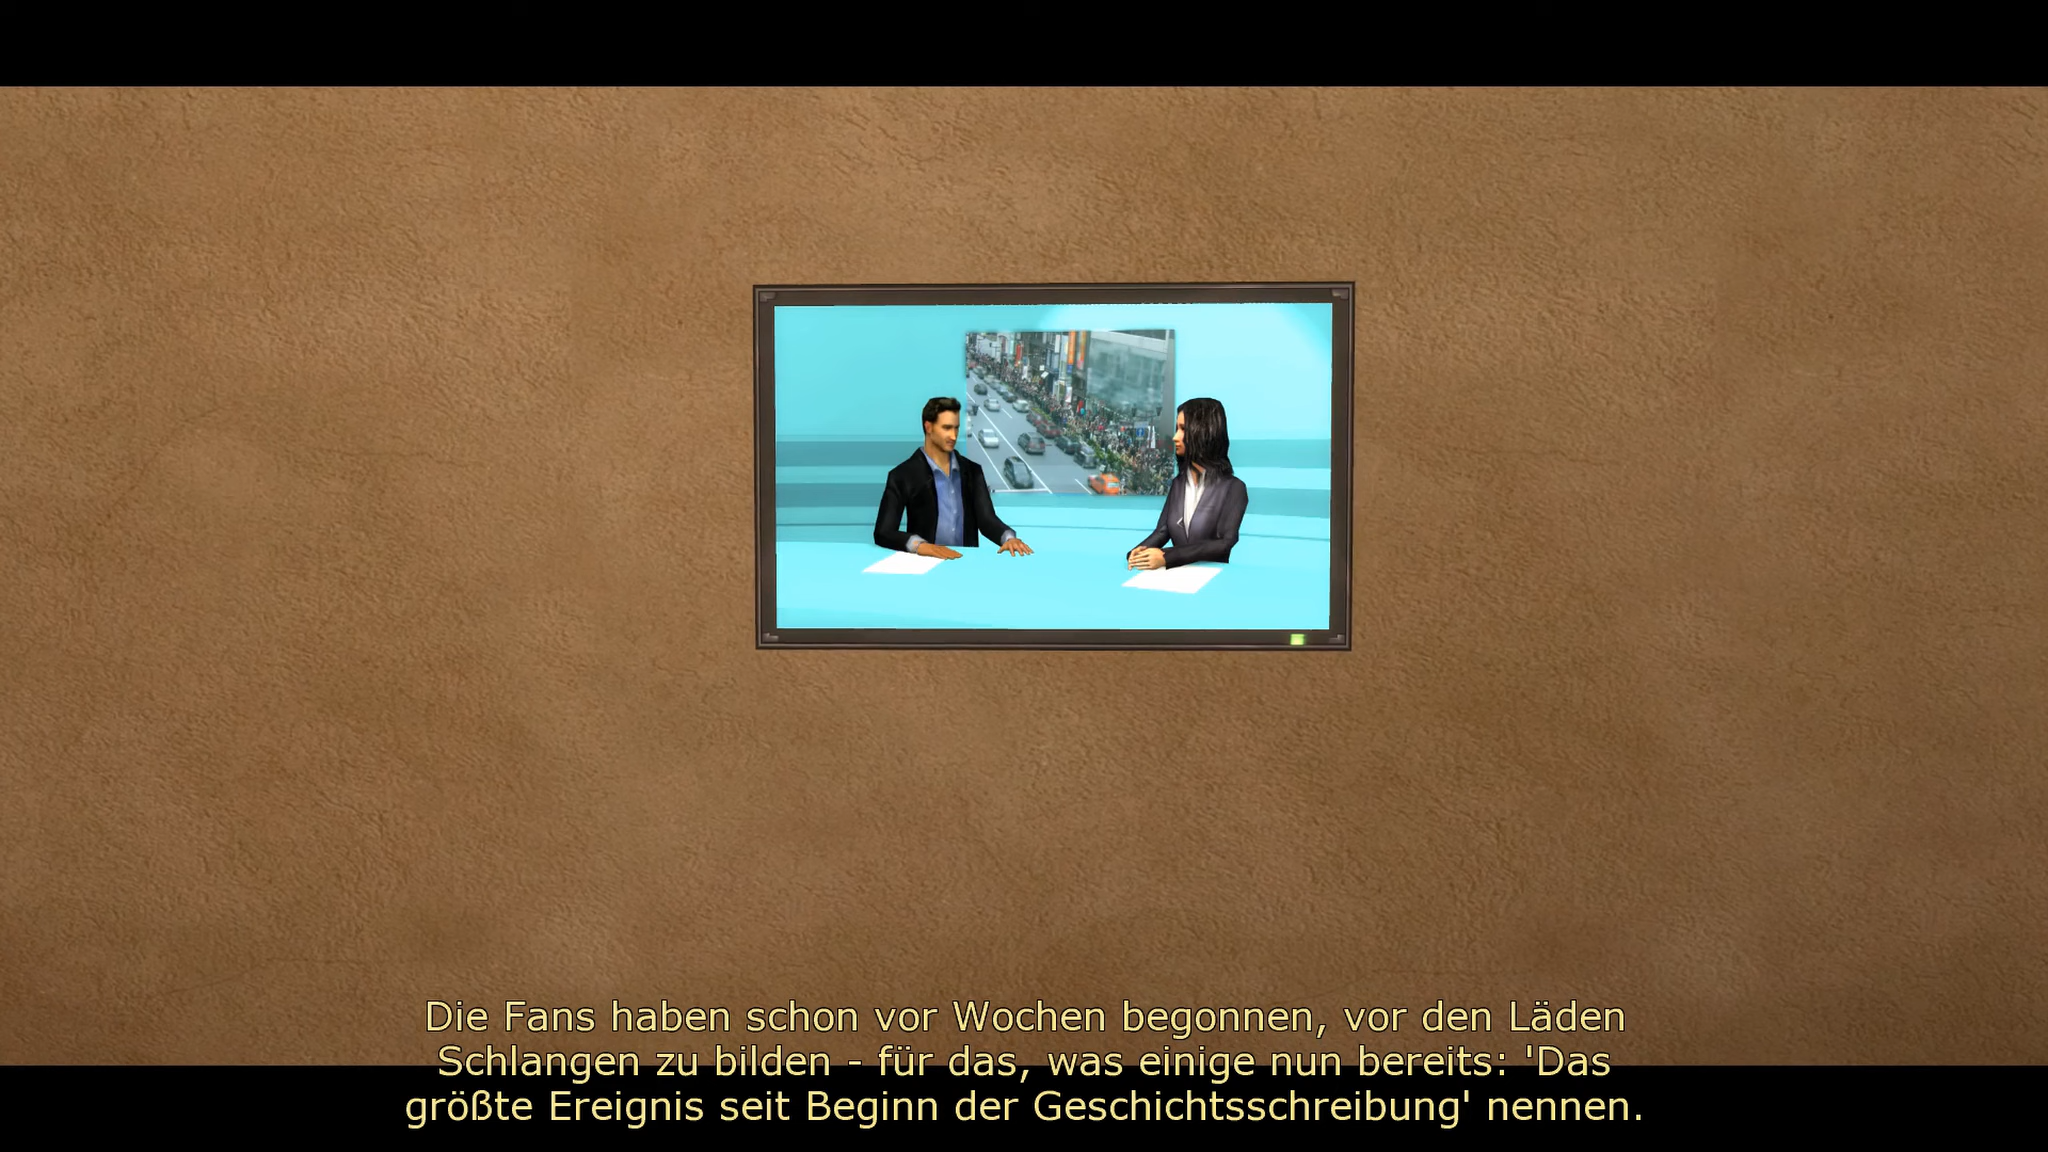 Die Fans haben schon vor Wochen begonnen, vor den Läden
Schlangen zu bilden - für das, was einige nun bereits: 'Das
größte Ereignis seit Beginn der Geschichtsschreibung' nennen.